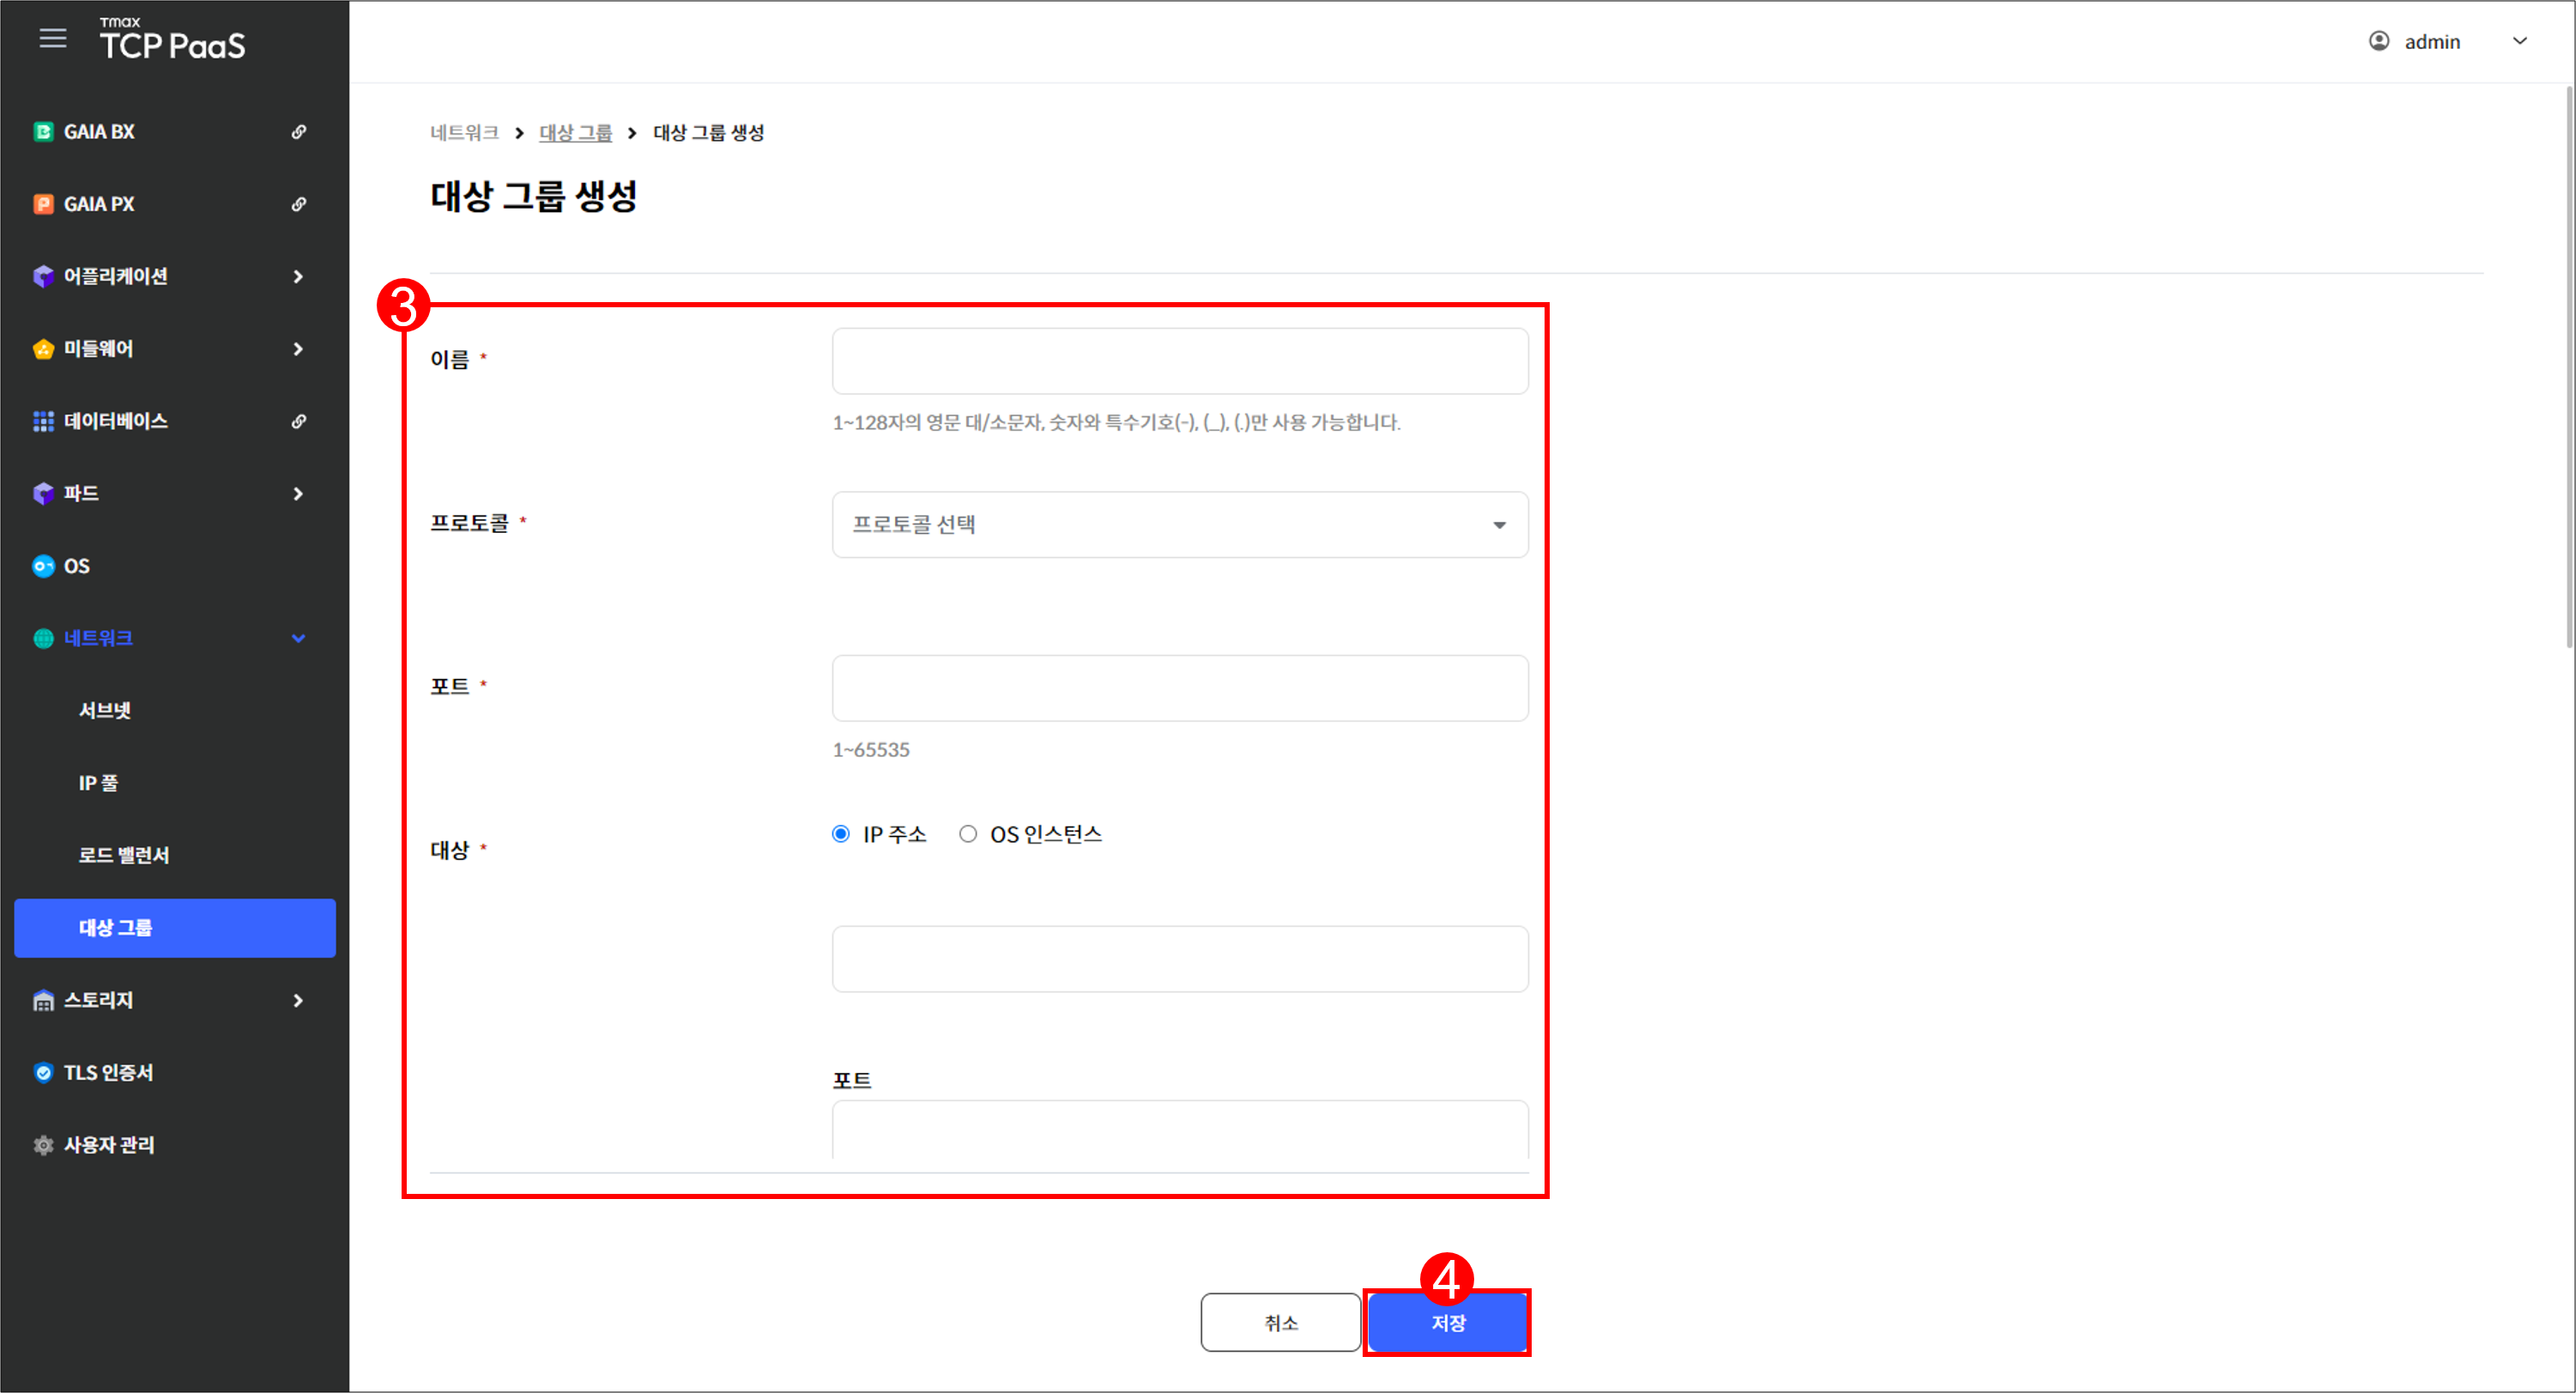 Tmax
TCP PaaS
admin
GAIA BX
GAIA PX
어플리케이션
미들웨어
데이터베이스
파드
OS
네트워크
서브넷
IP 풀
로드 밸런서
대상 그룹
스토리지
TLS 인증서
사용자 관리
네트워크 > 대상 그룹 > 대상 그룹 생성
대상 그룹 생성
3
이름 *
1~128자의 영문 대/소문자, 숫자와 특수기호(-), (_), (.)만 사용 가능합니다.
프로토콜 *
프로토콜 선택
포트 *
1~65535
대상 *
IP 주소 OS 인스턴스
포트
4
취소 저장